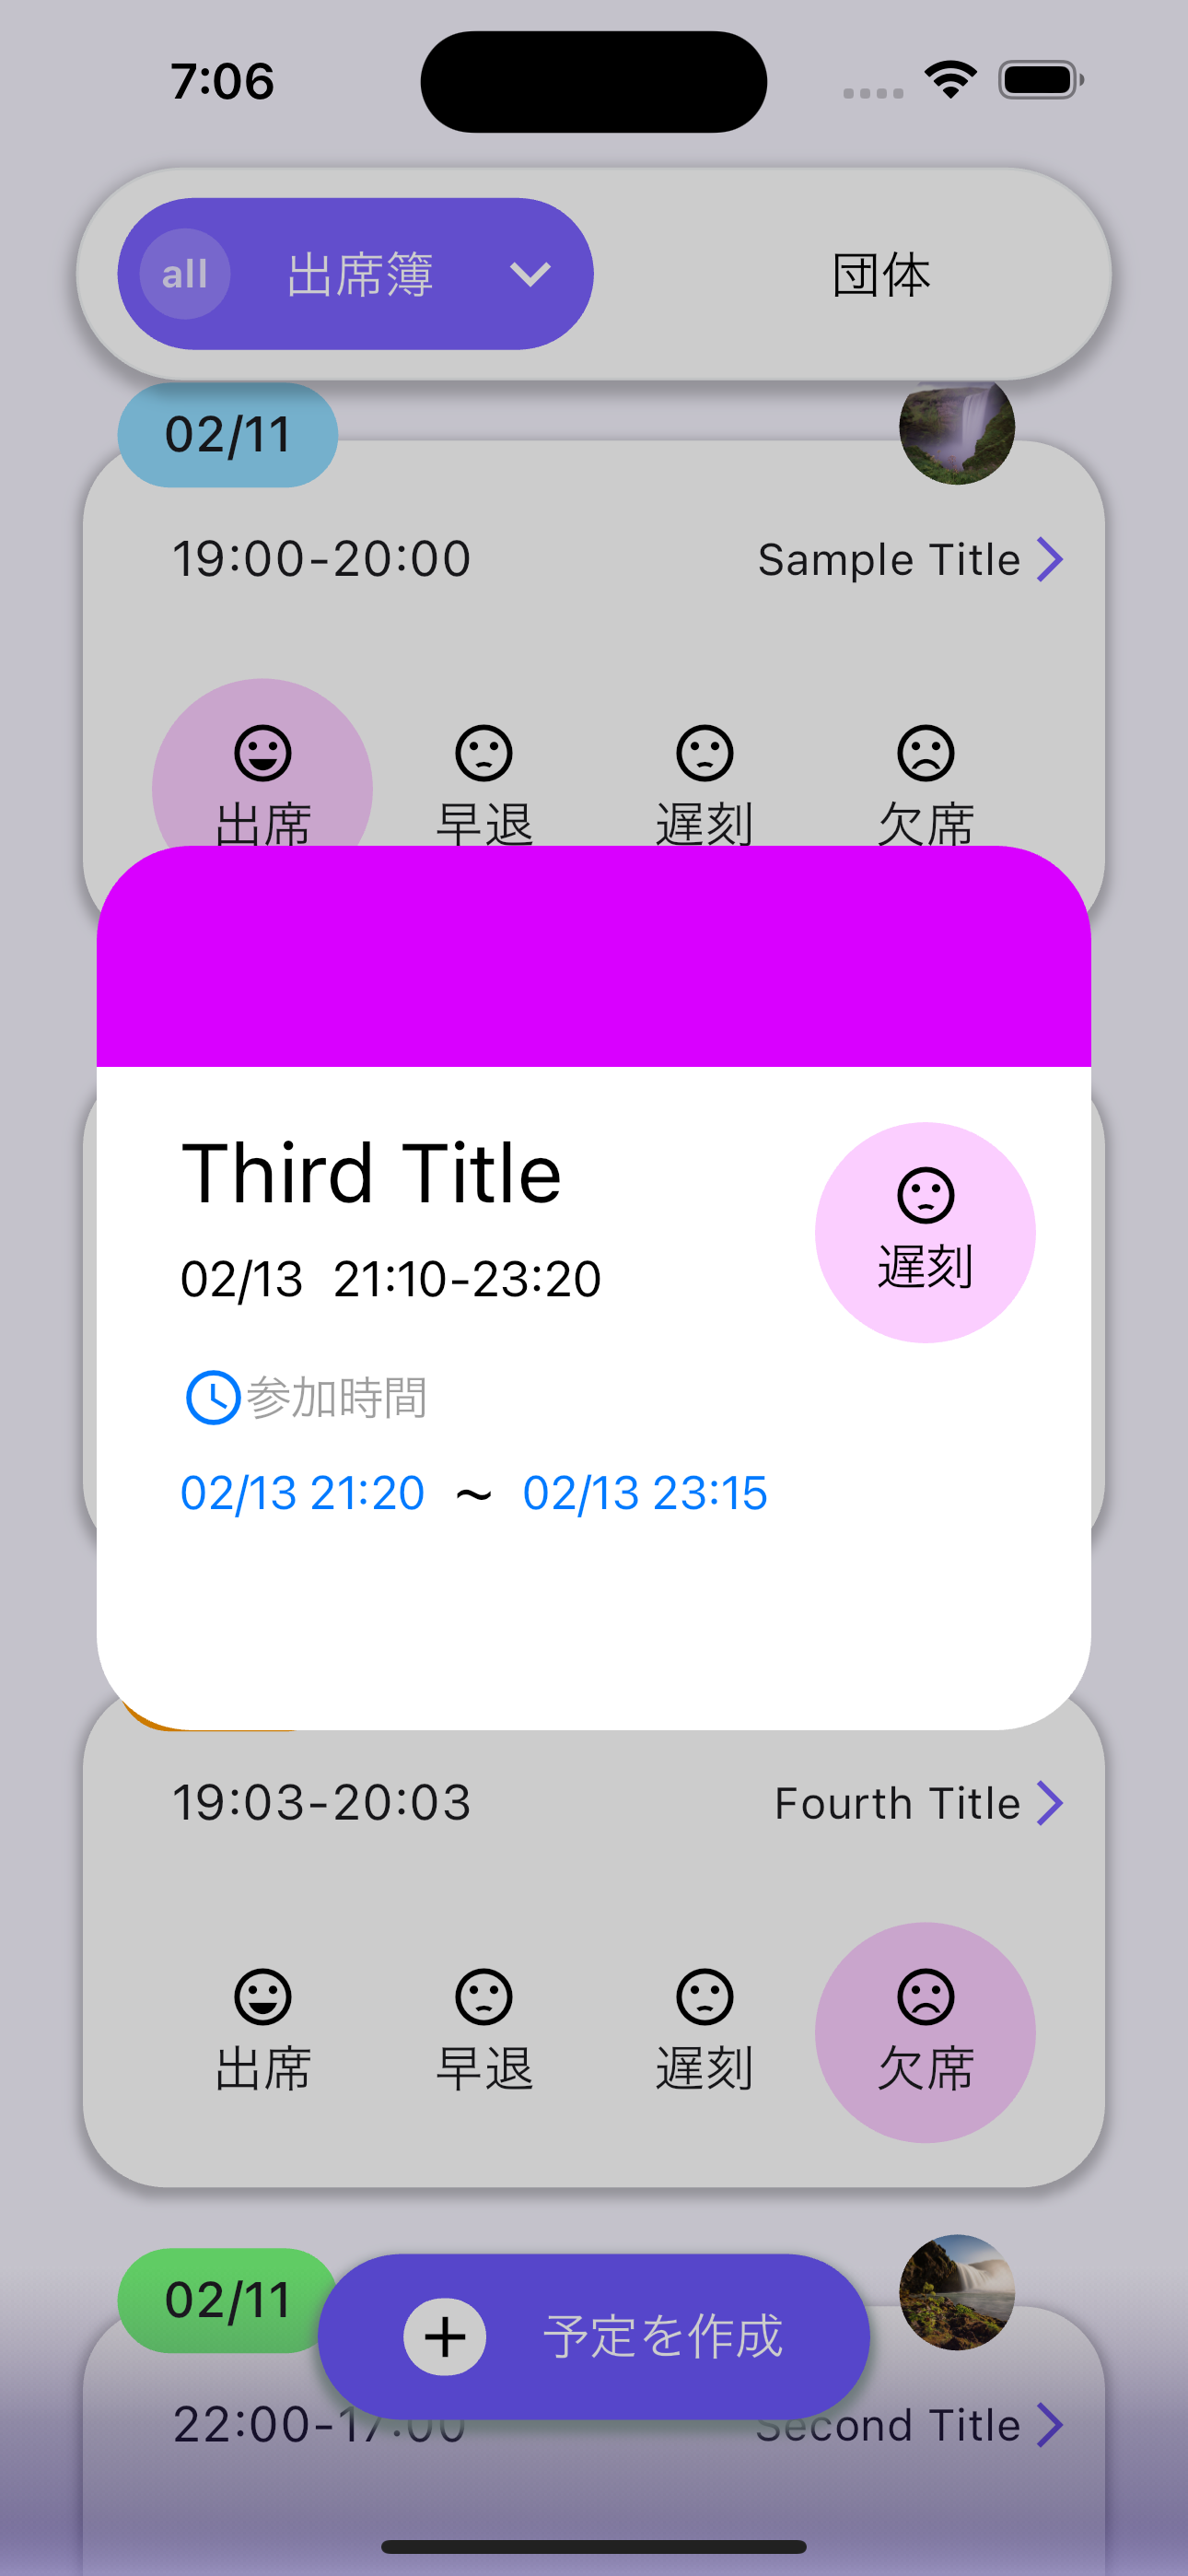 7:06
all 出席簿 団体
02/11
19:00-20:00 Sample Title
出席 早退 遅刻 欠席
Third Title
02/13 21:10-23:20
遅刻
参加時間
02/13 21:20 ~ 02/13 23:15
19:03-20:03 Fourth Title
出席 早退 遅刻 欠席
02/11
予定を作成
22:00-17:00 Second Title